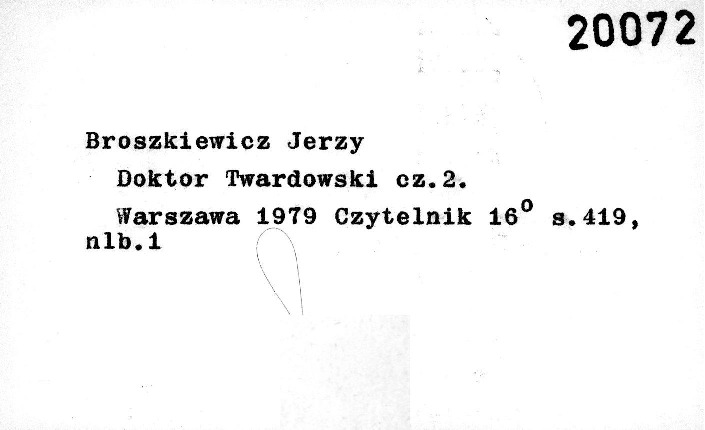 20072
Broszkiewicz Jerzy
Doktor Twardowski cz.2.
Warszawa 1979 Czytelnik 16⁰ s.419,
nlb.1